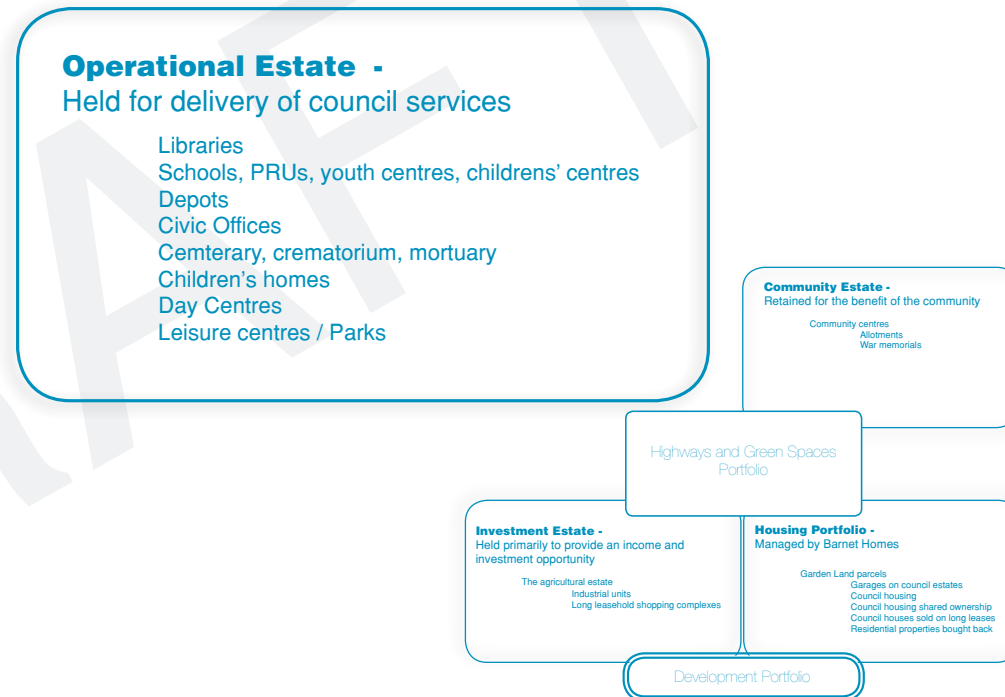 Operational Estate -
Held for delivery of council services
Libraries
Schools, PRUs, youth centres, childrens’ centres
Depots
Civic Offices
Cemterary, crematorium, mortuary
Children’s homes
Day Centres
Leisure centres / Parks
Community Estate -
Retained for the benefit of the community
Community centres
Allotments
War memorials
Highways and Green Spaces
Portfolio
Investment Estate -
Held primarily to provide an income and
investment opportunity
The agricultural estate
Industrial units
Long leasehold shopping complexes
Housing Portfolio -
Managed by Barnet Homes
Garden Land parcels
Garages on council estates
Council housing
Council housing shared ownership
Council houses sold on long leases
Residential properties bought back
Development Portfolio